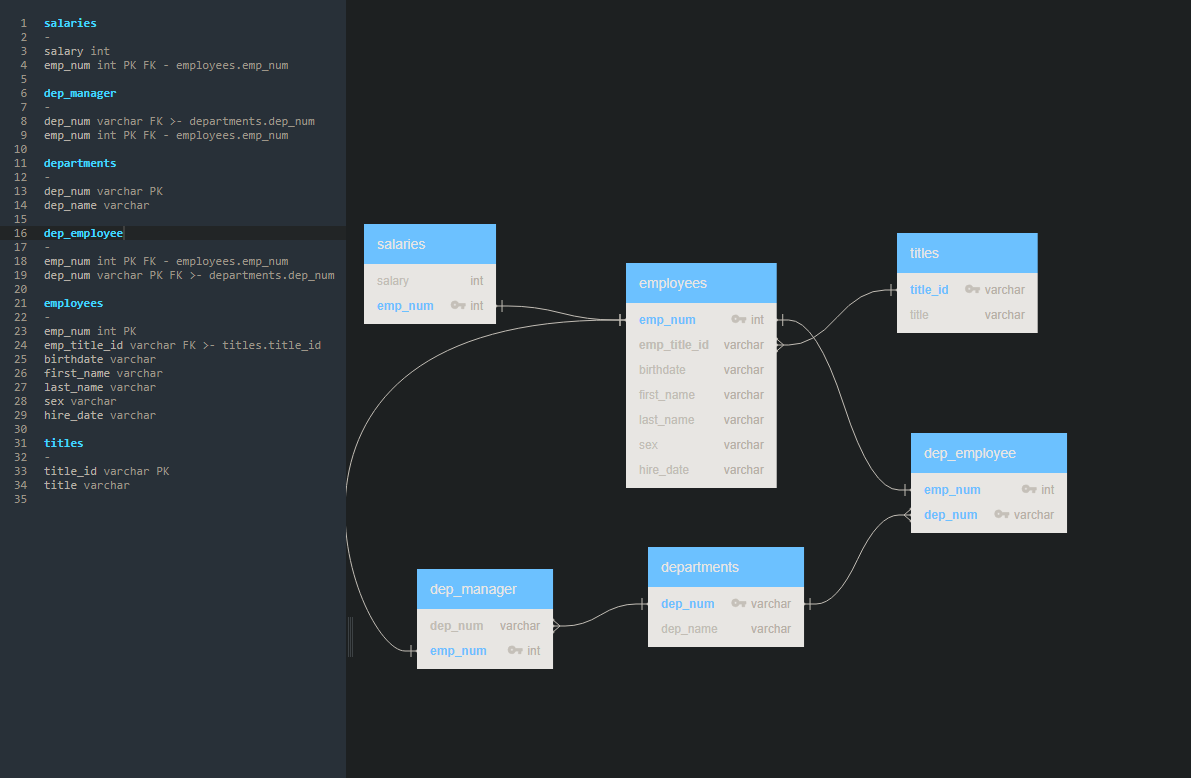 1 salaries
2 -
3 salary int
4 emp_num int PK FK - employees.emp_num
5
6 dep_manager
7 -
8 dep_num varchar FK >- departments.dep_num
9 emp_num int PK FK - employees.emp_num
10
11 departments
12 -
13 dep_num varchar PK
14 dep_name varchar
15
16 dep_employee
17 -
18 emp_num int PK FK - employees.emp_num
19 dep_num varchar PK FK >- departments.dep_num
20
21 employees
22 -
23 emp_num int PK
24 emp_title_id varchar FK >- titles.title_id
25 birthdate varchar
26 first_name varchar
27 last_name varchar
28 sex varchar
29 hire_date varchar
30
31 titles
32 -
33 title_id varchar PK
34 title varchar
35
salaries
salary int
emp_num int
employees
emp_num int
emp_title_id varchar
birthdate varchar
first_name varchar
last_name varchar
sex varchar
hire_date varchar
titles
title_id varchar
title varchar
dep_employee
emp_num int
dep_num varchar
departments
dep_num varchar
dep_name varchar
dep_manager
dep_num varchar
emp_num int